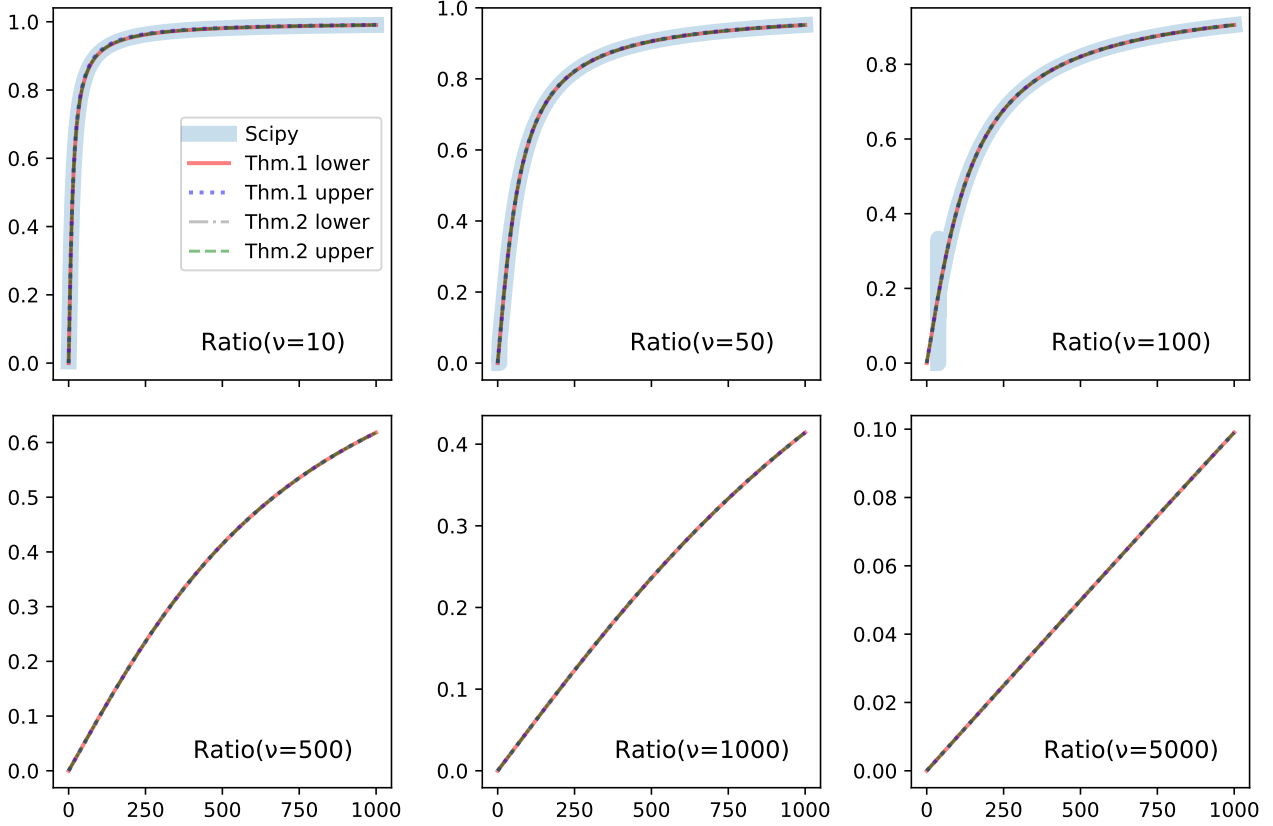 1.0
0.8
0.6
0.4
0.2
0.0
Scipy
Thm.1 lower
Thm.1 upper
Thm.2 lower
Thm.2 upper
Ratio(ν=10)
1.0
0.8
0.6
0.4
0.2
0.0
Ratio(ν=50)
0.8
0.6
0.4
0.2
0.0
Ratio(ν=100)
0.6
0.5
0.4
0.3
0.2
0.1
0.0
Ratio(ν=500)
0 250 500 750 1000
0.4
0.3
0.2
0.1
0.0
Ratio(ν=1000)
0 250 500 750 1000
0.10
0.08
0.06
0.04
0.02
0.00
Ratio(ν=5000)
0 250 500 750 1000